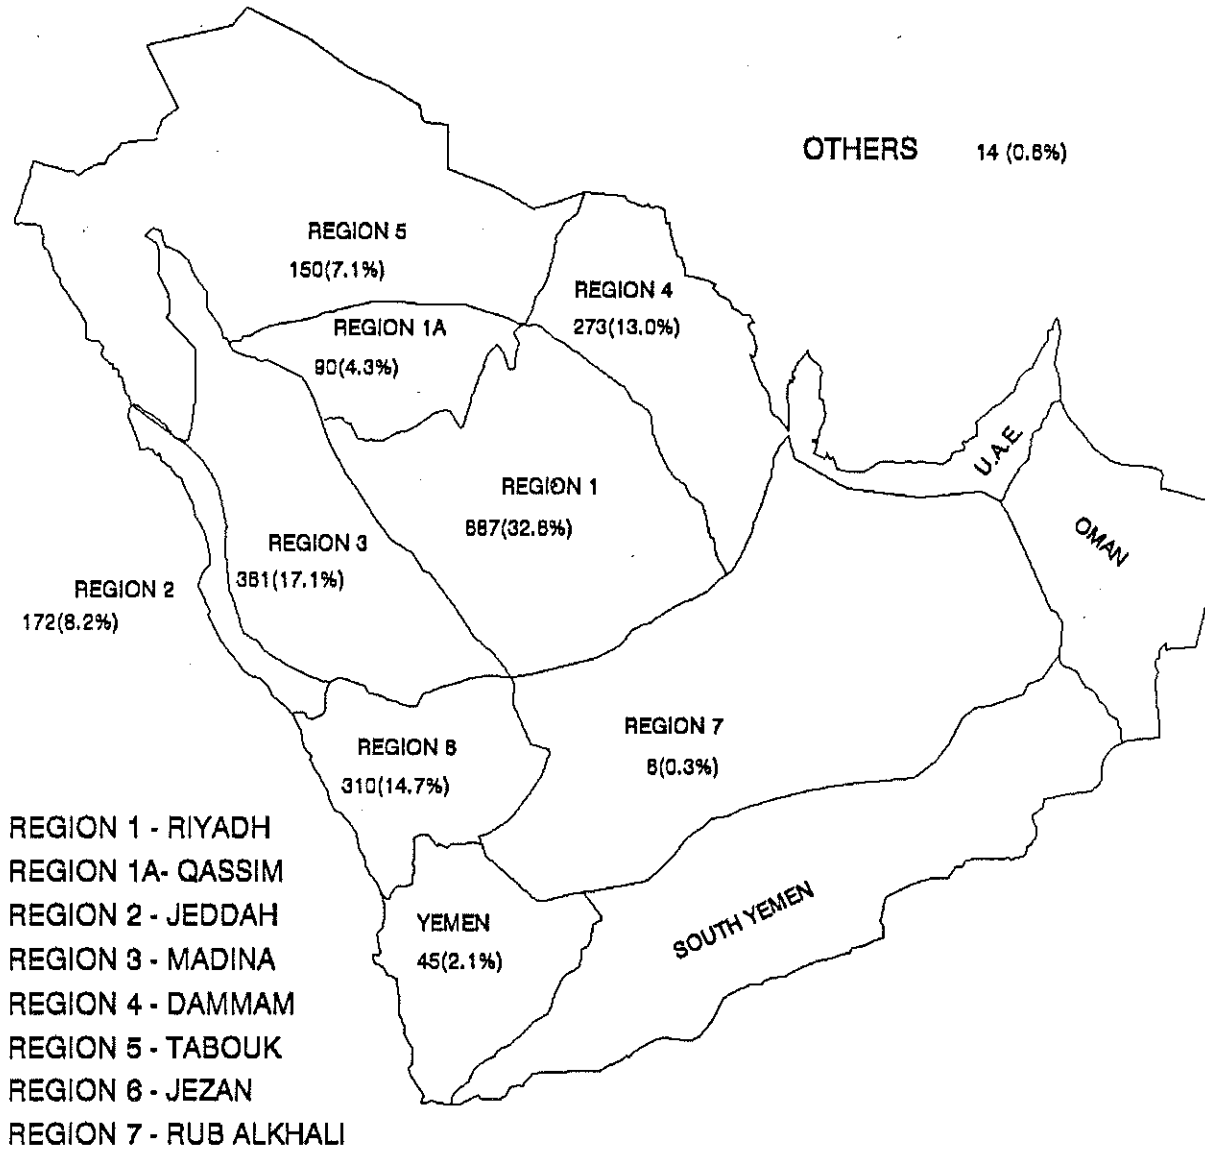 OTHERS 14 (0.6%)
REGION 5
150(7.1%)
REGION 4
273(13.0%)
REGION 1A
90(4.3%)
U.A.E.
REGION 1
687(32.6%)
OMAN
REGION 3
361(17.1%)
REGION 2
172(8.2%)
REGION 7
6(0.3%)
REGION 6
310(14.7%)
YEMEN
45(2.1%)
SOUTH YEMEN
REGION 1 - RIYADH
REGION 1A- QASSIM
REGION 2 - JEDDAH
REGION 3 - MADINA
REGION 4 - DAMMAM
REGION 5 - TABOUK
REGION 6 - JEZAN
REGION 7 - RUB ALKHALI